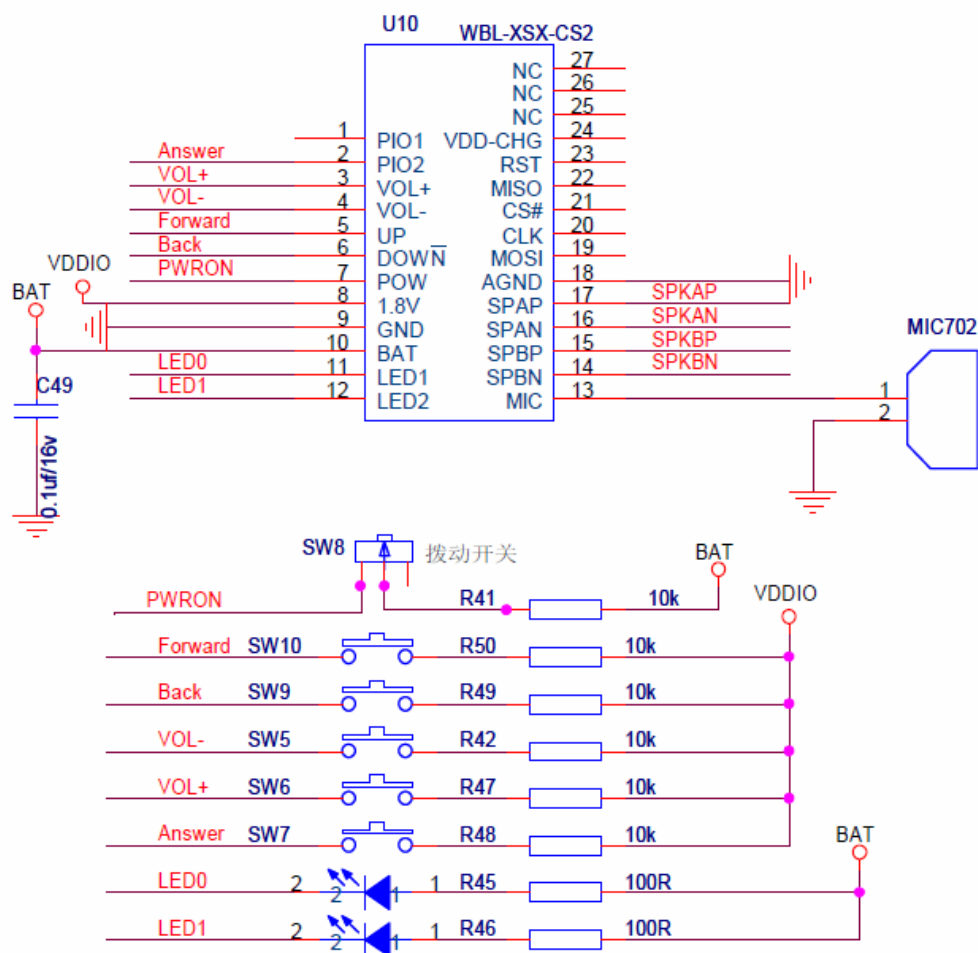 U10 WBL-XSX-CS2
NC 27
NC 26
NC 25
1 PIO1 VDD-CHG 24
Answer 2 PIO2 RST 23
VOL+ 3 VOL+ MISO 22
VOL- 4 VOL- CS# 21
Forward 5 UP CLK 20
Back 6 DOWN̅ MOSI 19
PWRON 7 POW AGND 18
VDDIO 8 1.8V SPAP 17 SPKAP
9 GND SPAN 16 SPKAN
BAT 10 BAT SPBP 15 SPKBP
LED0 11 LED1 SPBN 14 SPKBN
LED1 12 LED2 MIC 13
MIC702
1
2
C49
0.1uf/16v
SW8 拨动开关 BAT
PWRON R41 10k VDDIO
Forward SW10 R50 10k
Back SW9 R49 10k
VOL- SW5 R42 10k
VOL+ SW6 R47 10k
Answer SW7 R48 10k BAT
LED0 2 2 1 1 R45 100R
LED1 2 2 1 1 R46 100R